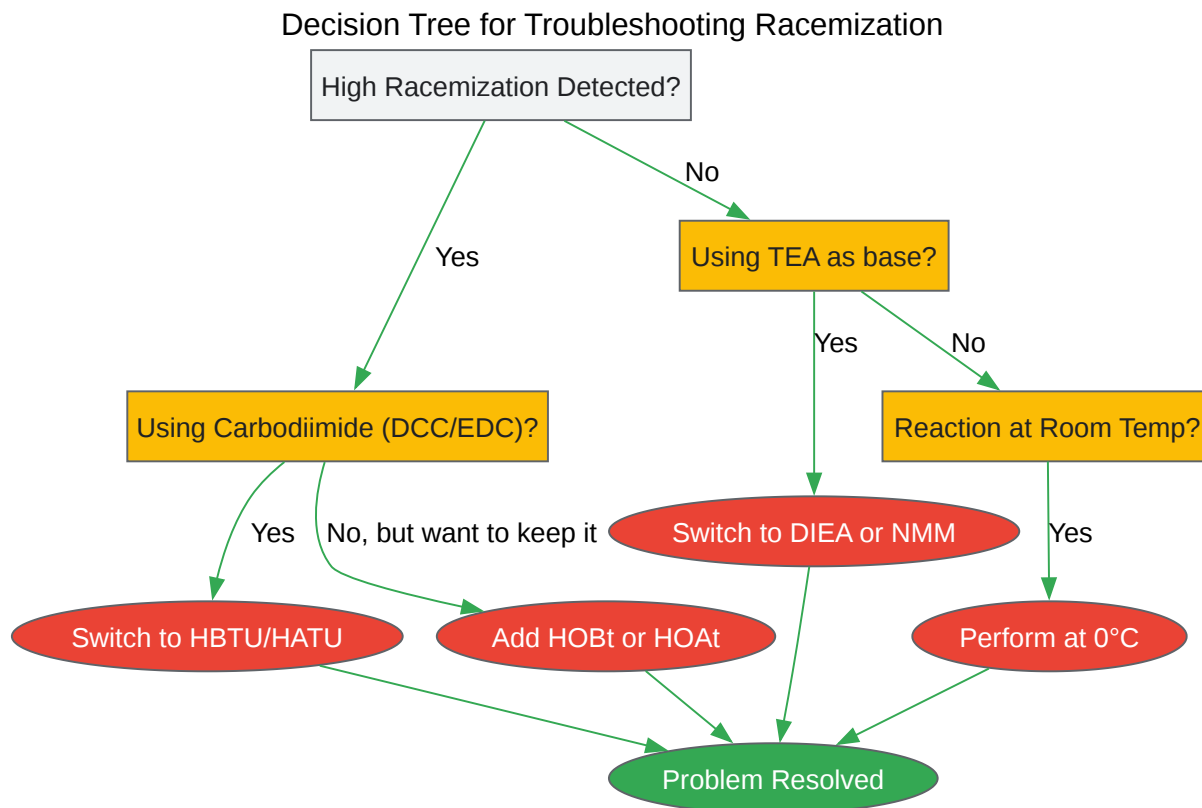 Decision Tree for Troubleshooting Racemization
High Racemization Detected?
No
Using TEA as base?
Yes
Yes
No
Using Carbodiimide (DCC/EDC)?
Reaction at Room Temp?
Yes
No, but want to keep it
Switch to DIEA or NMM
Yes
Switch to HBTU/HATU
Add HOBt or HOAt
Perform at 0°C
Problem Resolved